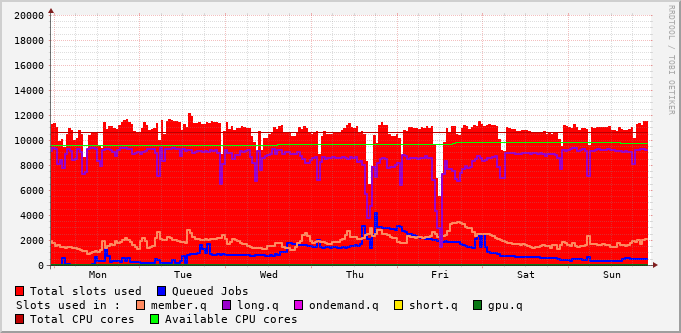 20000
18000
16000
14000
12000
10000
8000
6000
4000
2000
0
Mon Tue Wed Thu Fri Sat Sun
RRDTOOL / TOBI OETIKER
Total slots used Queued Jobs
Slots used in : member.q long.q ondemand.q short.q gpu.q
Total CPU cores Available CPU cores